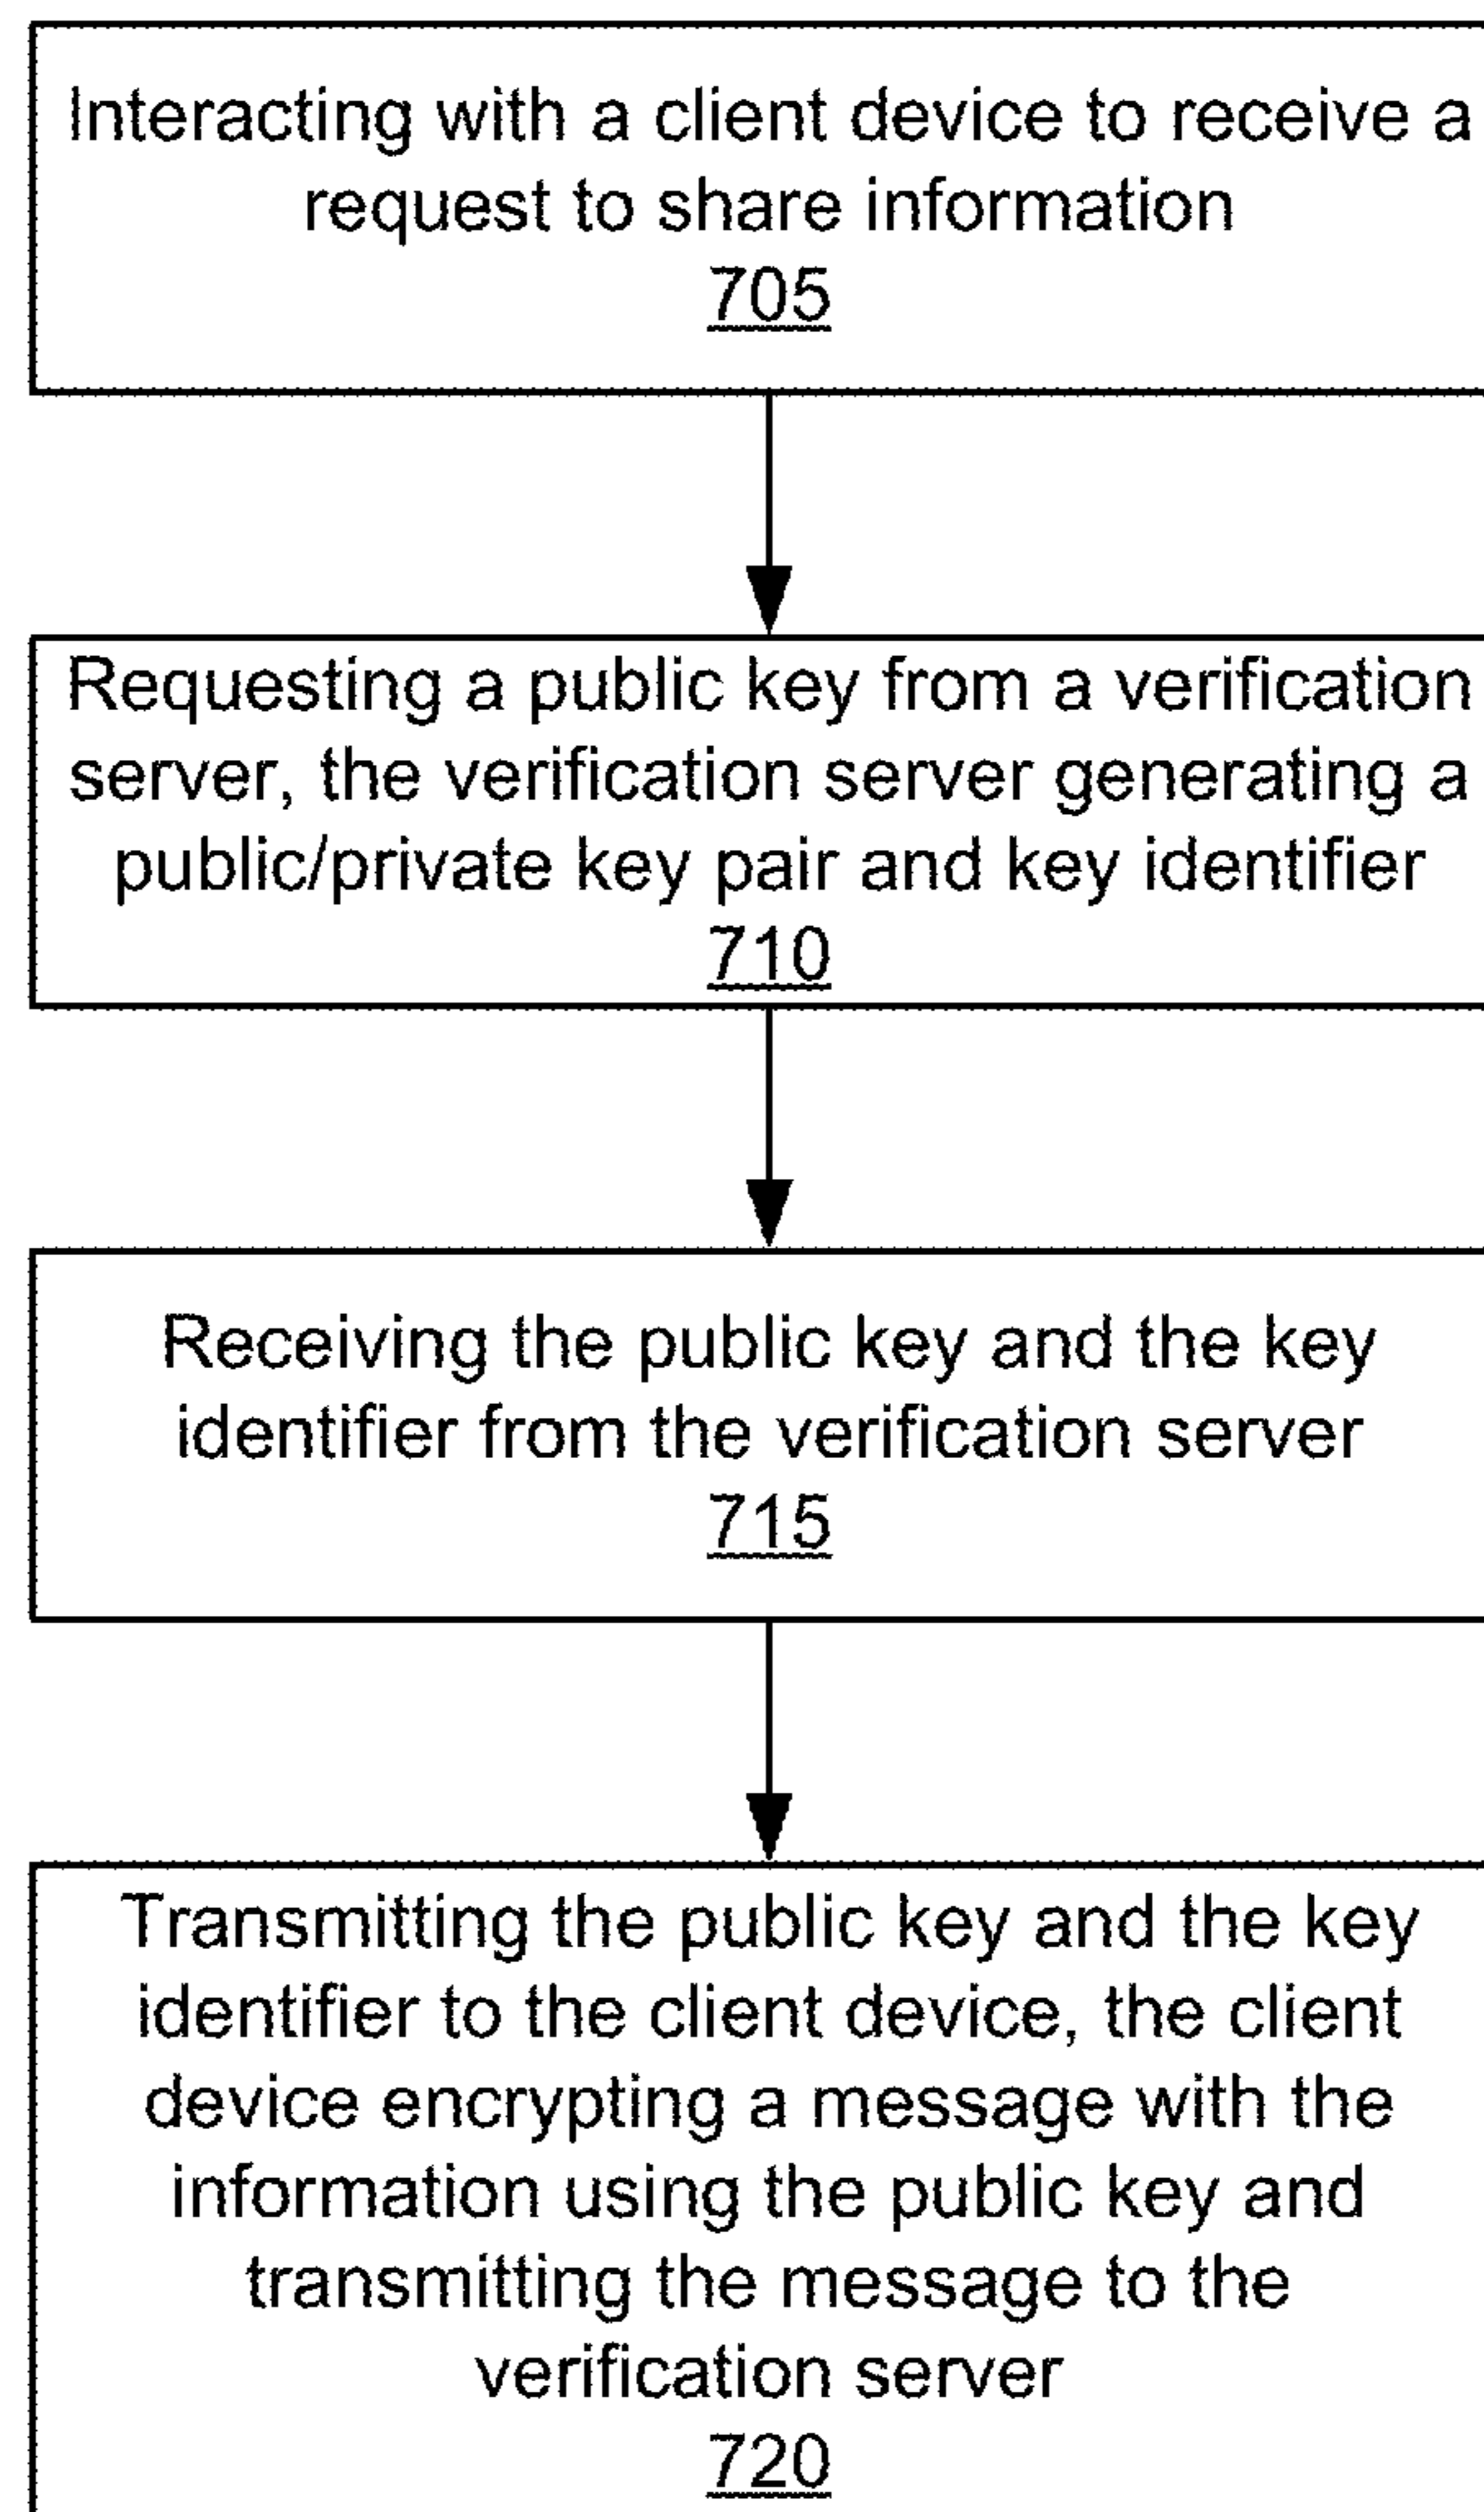 Interacting with a client device to receive a
request to share information
705
Requesting a public key from a verification
server, the verification server generating a
public/private key pair and key identifier
710
Receiving the public key and the key
identifier from the verification server
715
Transmitting the public key and the key
identifier to the client device, the client
device encrypting a message with the
information using the public key and
transmitting the message to the
verification server
720